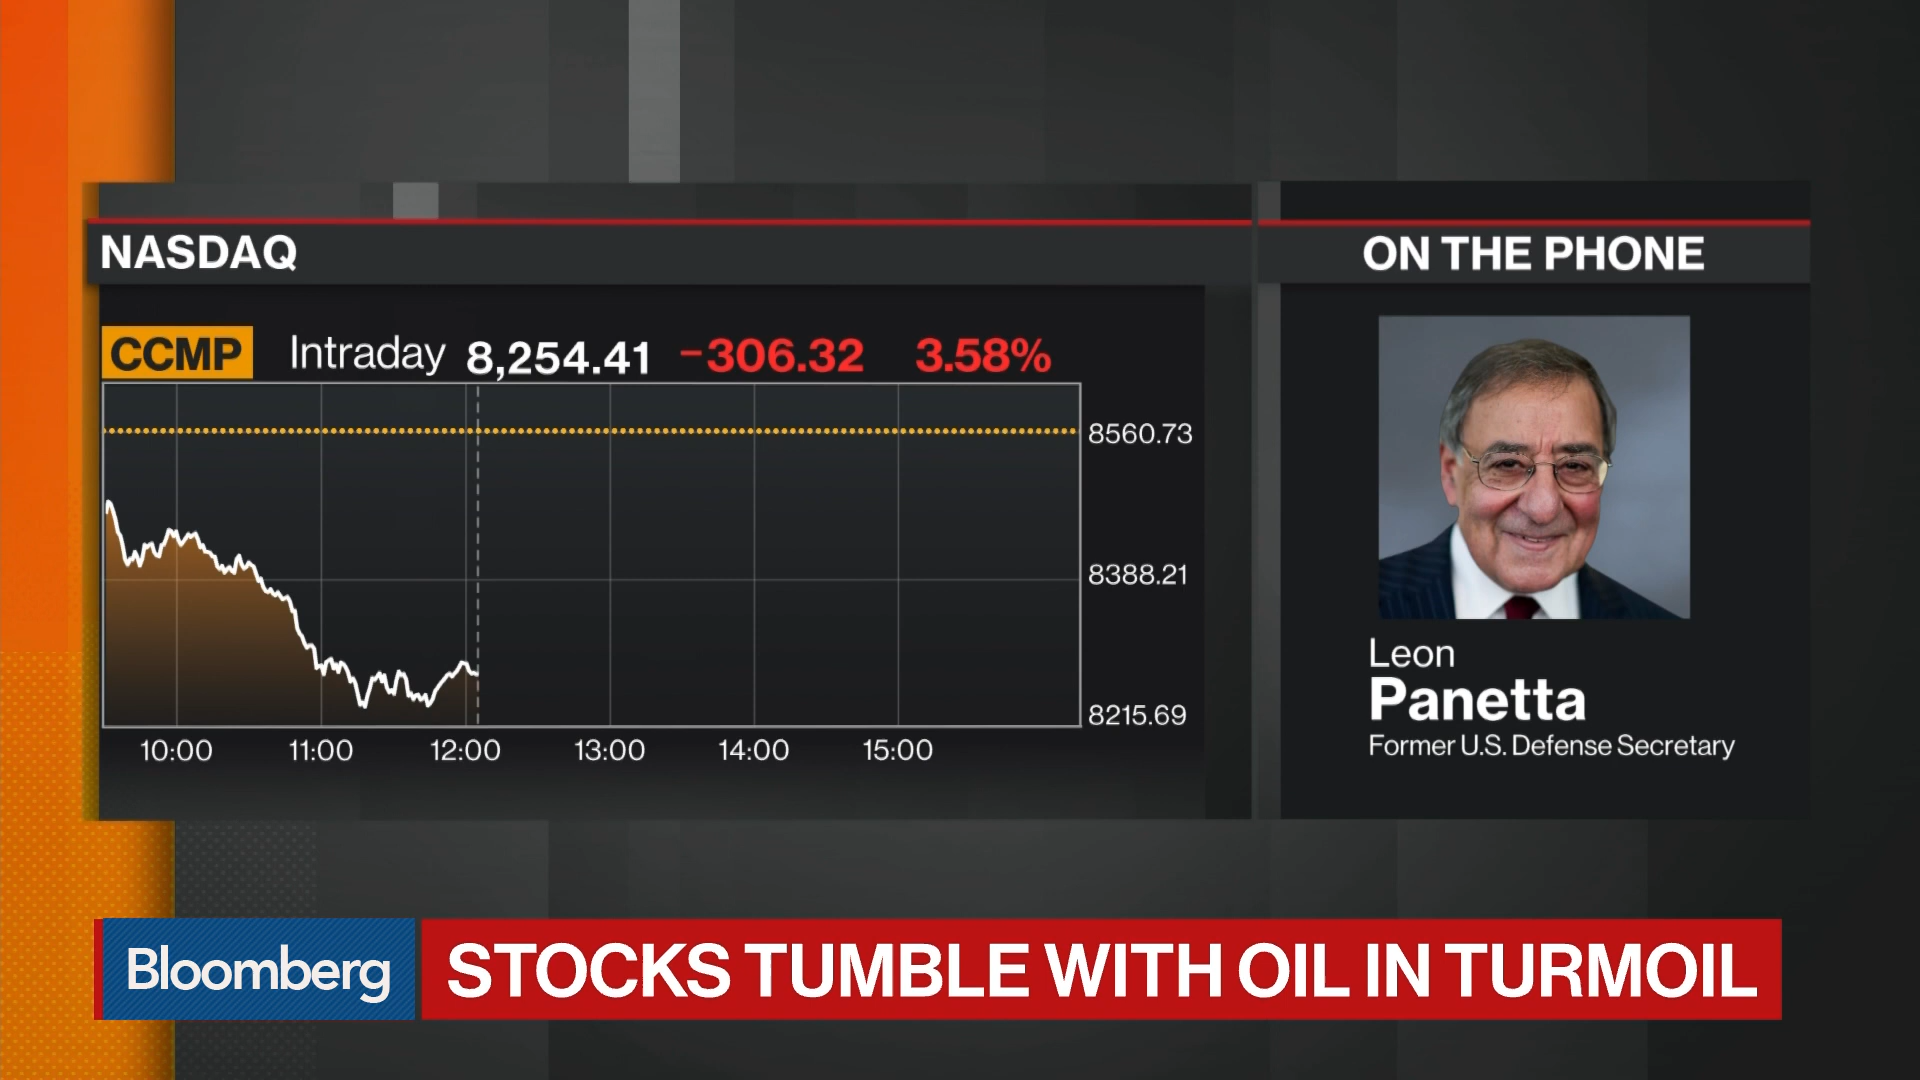 NASDAQ
CCMP Intraday 8,254.41 -306.32 3.58%
8560.73
8388.21
8215.69
10:00 11:00 12:00 13:00 14:00 15:00
ON THE PHONE
Leon
Panetta
Former U.S. Defense Secretary
Bloomberg STOCKS TUMBLE WITH OIL IN TURMOIL